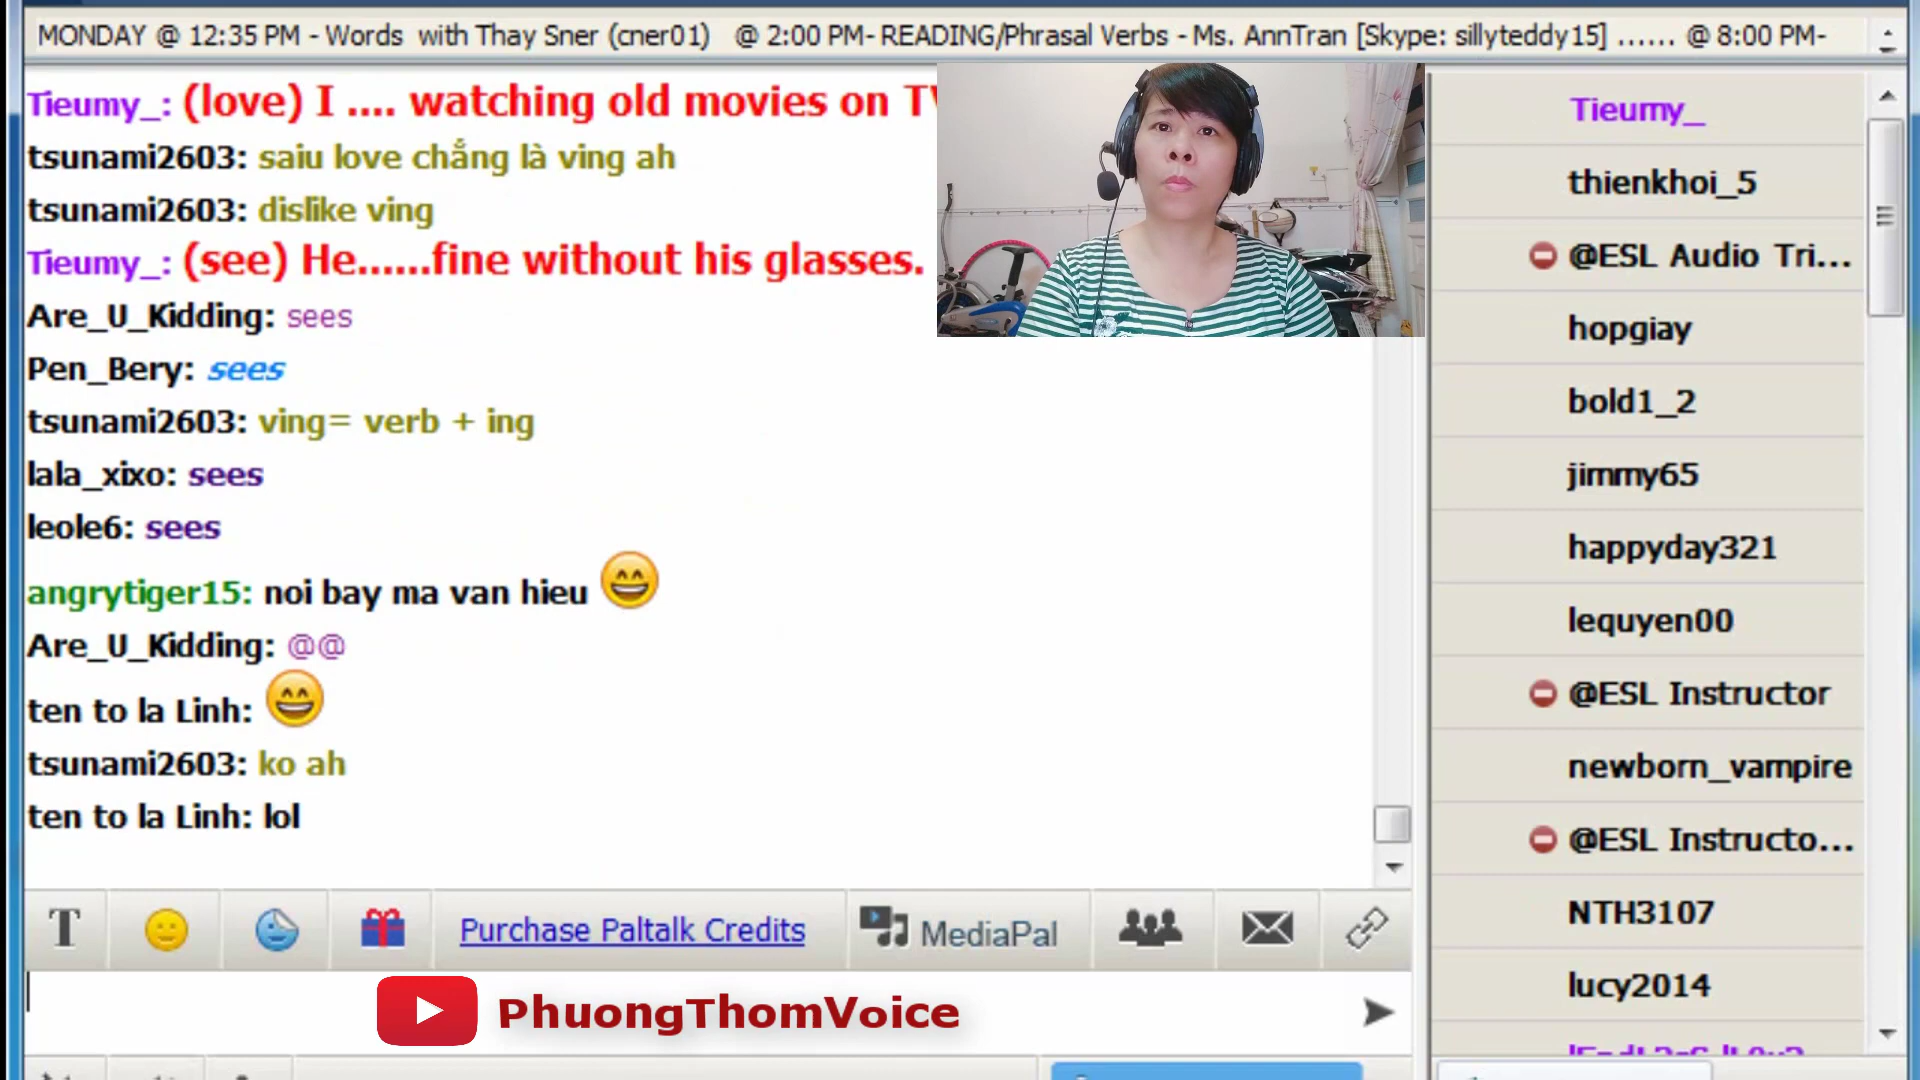 MONDAY @ 12:35 PM - Words with Thay Sner (cner01) @ 2:00 PM- READING/Phrasal Verbs - Ms. AnnTran [Skype: sillyteddy15] ...... @ 8:00 PM-
Tieumy_: (love) I .... watching old movies on TV
tsunami2603: saiu love chẳng là ving ah
tsunami2603: dislike ving
Tieumy_: (see) He......fine without his glasses.
Are_U_Kidding: sees
Pen_Bery: sees
tsunami2603: ving= verb + ing
lala_xixo: sees
leole6: sees
angrytiger15: noi bay ma van hieu
Are_U_Kidding: @@
ten to la Linh:
tsunami2603: ko ah
ten to la Linh: lol
T Purchase Paltalk Credits MediaPal
PhuongThomVoice
Tieumy_
thienkhoi_5
@ESL Audio Tri...
hopgiay
bold1_2
jimmy65
happyday321
lequyen00
@ESL Instructor
newborn_vampire
@ESL Instructo...
NTH3107
lucy2014